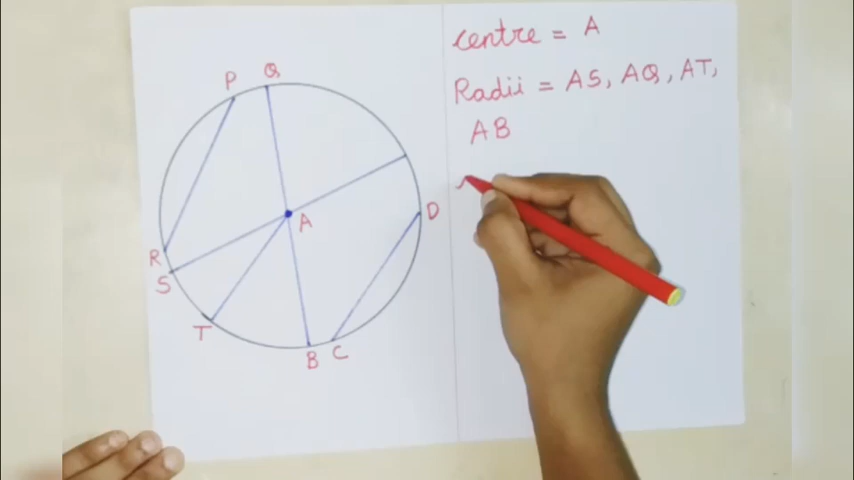 centre = A
Radii = AS, AQ, AT,
AB
P Q
A
D
R
S
T
B C